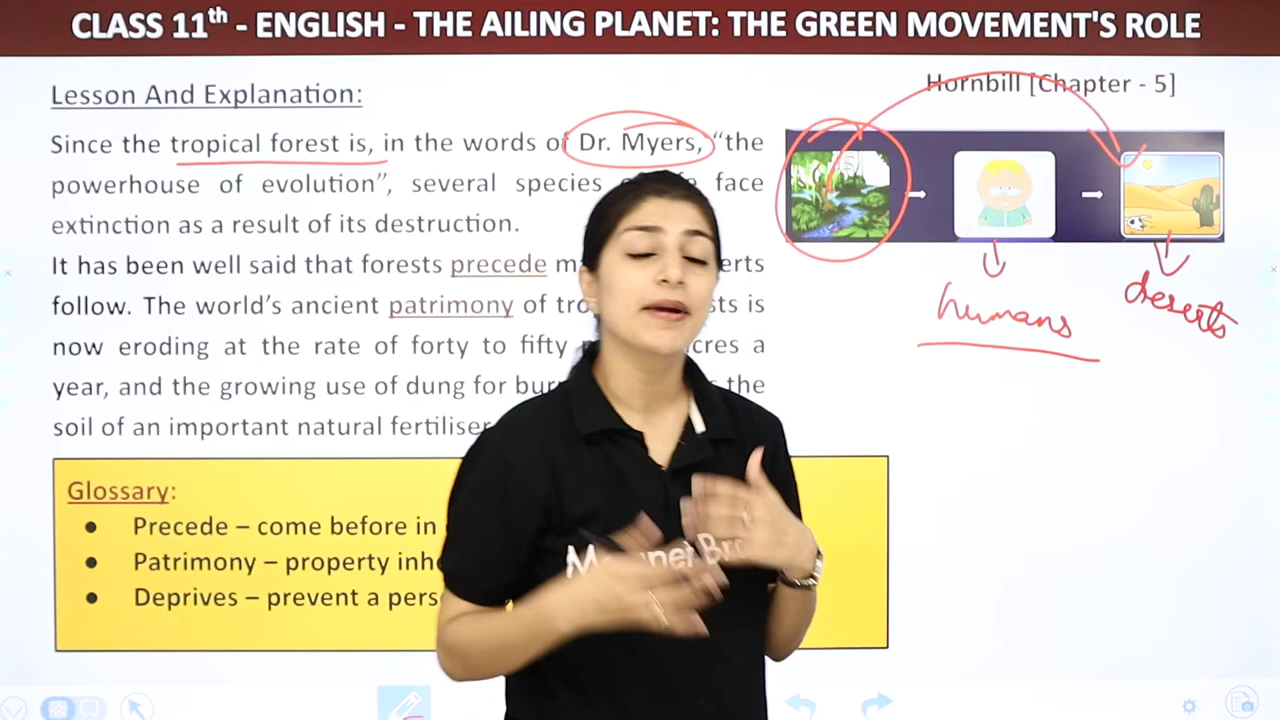 CLASS 11th - ENGLISH - THE AILING PLANET: THE GREEN MOVEMENT'S ROLE
Lesson And Explanation:
Hornbill [Chapter - 5]
Since the tropical forest is, in the words of Dr. Myers, “the
powerhouse of evolution”, several species face
extinction as a result of its destruction.
It has been well said that forests precede
follow. The world’s ancient patrimony of is
now eroding at the rate of forty to fifty a
year, and the growing use of dung for the
soil of an important natural fertiliser
humans
deserts
Glossary:
● Precede – come before in
● Patrimony – property
● Deprives – prevent a